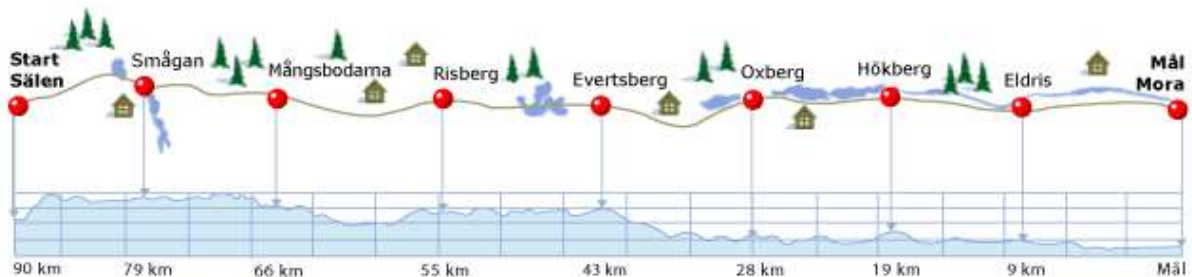 Start
Sälen
Smågan
Mångsbodarna
Risberg
Evertsberg
Oxberg
Hökberg
Eldris
Mål
Mora
90 km
79 km
66 km
55 km
43 km
28 km
19 km
9 km
Mål